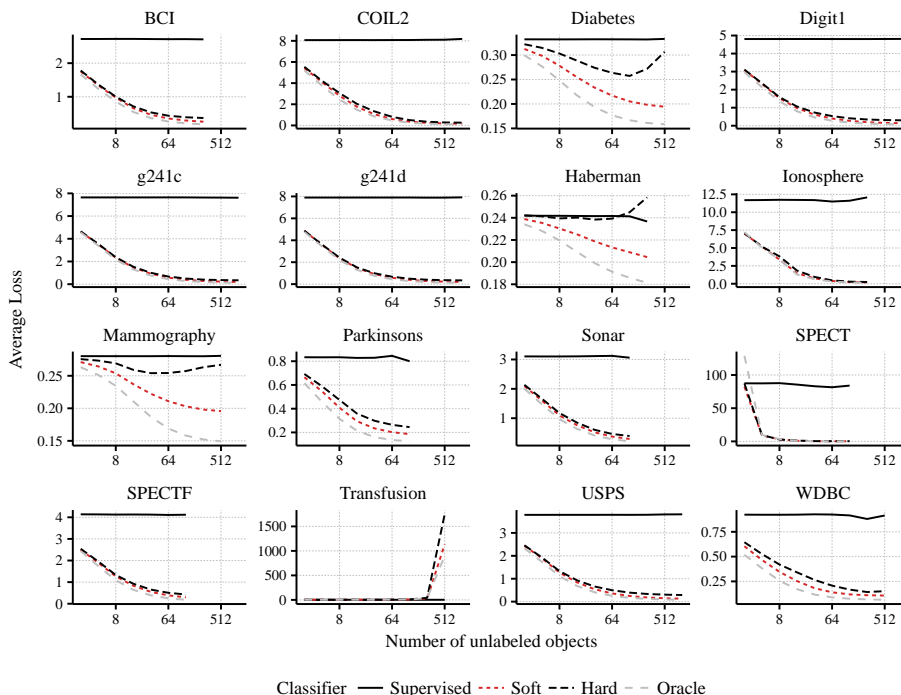 BCI COIL2 Diabetes Digit1
2 1 8 64 512
8 6 4 2 0 8 64 512
0.30 0.25 0.20 0.15 8 64 512
5 4 3 2 1 0 8 64 512
g241c g241d Haberman Ionosphere
8 6 4 2 0 8 64 512
8 6 4 2 0 8 64 512
0.26 0.24 0.22 0.20 0.18 8 64 512
12.5 10.0 7.5 5.0 2.5 0.0 8 64 512
Average Loss
Mammography Parkinsons Sonar SPECT
0.25 0.20 0.15 8 64 512
0.8 0.6 0.4 0.2 8 64 512
3 2 1 8 64 512
100 50 0 8 64 512
SPECTF Transfusion USPS WDBC
4 3 2 1 0 8 64 512
1500 1000 500 0 8 64 512
3 2 1 0 8 64 512
0.75 0.50 0.25 8 64 512
Number of unlabeled objects
Classifier Supervised Soft Hard Oracle